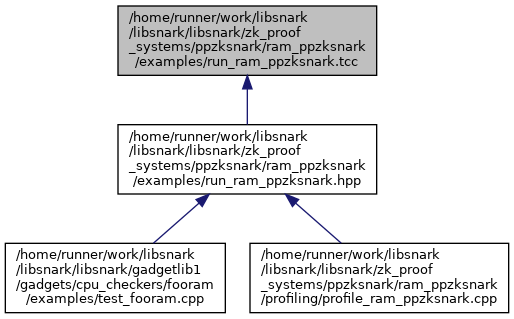 /home/runner/work/libsnark
/libsnark/libsnark/zk_proof
_systems/ppzksnark/ram_ppzksnark
/examples/run_ram_ppzksnark.tcc
/home/runner/work/libsnark
/libsnark/libsnark/zk_proof
_systems/ppzksnark/ram_ppzksnark
/examples/run_ram_ppzksnark.hpp
/home/runner/work/libsnark
/libsnark/libsnark/gadgetlib1
/gadgets/cpu_checkers/fooram
/examples/test_fooram.cpp
/home/runner/work/libsnark
/libsnark/libsnark/zk_proof
_systems/ppzksnark/ram_ppzksnark
/profiling/profile_ram_ppzksnark.cpp